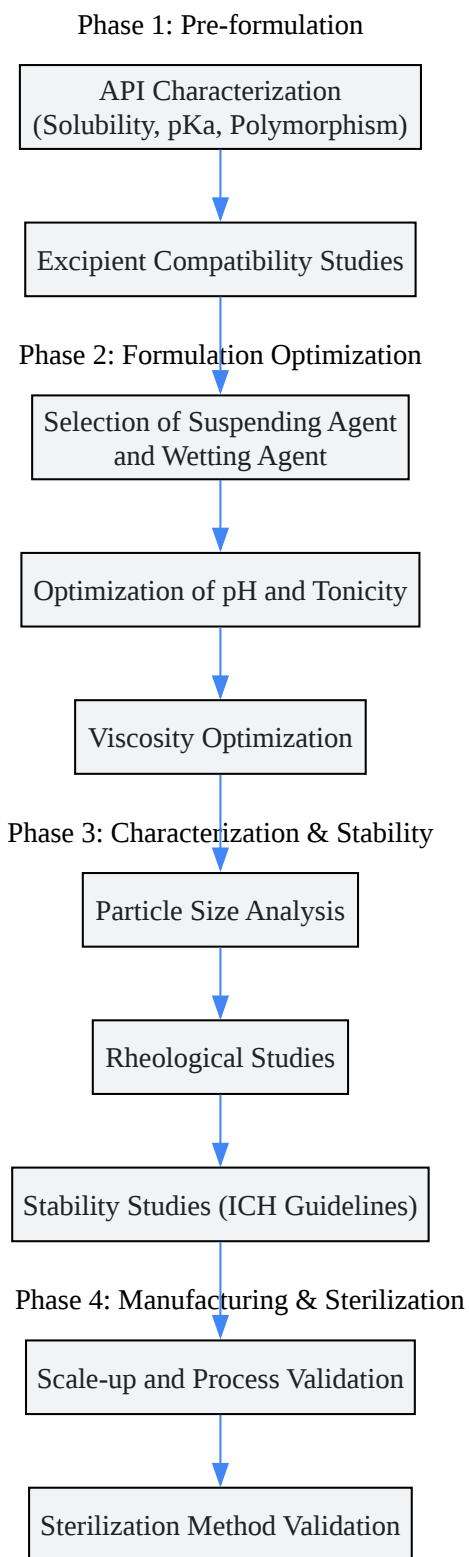 Phase 1: Pre-formulation
API Characterization
(Solubility, pKa, Polymorphism)
Excipient Compatibility Studies
Phase 2: Formulation Optimization
Selection of Suspending Agent
and Wetting Agent
Optimization of pH and Tonicity
Viscosity Optimization
Phase 3: Characterization & Stability
Particle Size Analysis
Rheological Studies
Stability Studies (ICH Guidelines)
Phase 4: Manufacturing & Sterilization
Scale-up and Process Validation
Sterilization Method Validation